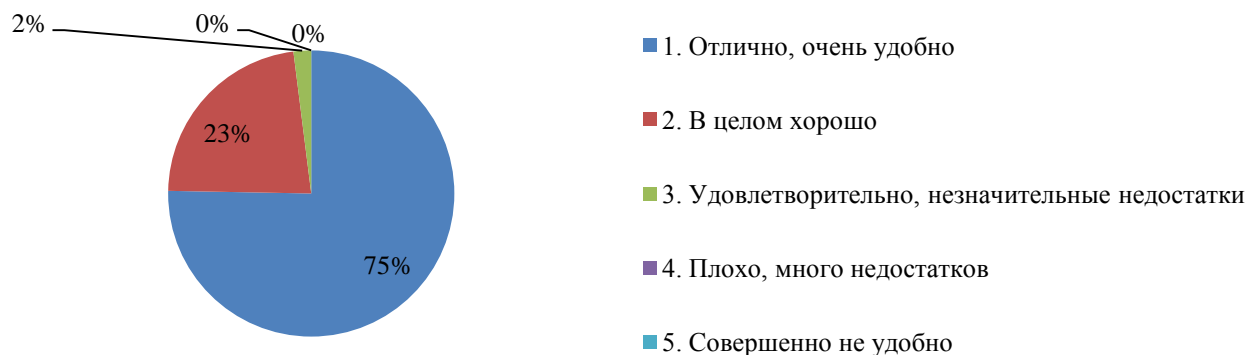 2%
0%
0%
23%
75%
1. Отлично, очень удобно
2. В целом хорошо
3. Удовлетворительно, незначительные недостатки
4. Плохо, много недостатков
5. Совершенно не удобно